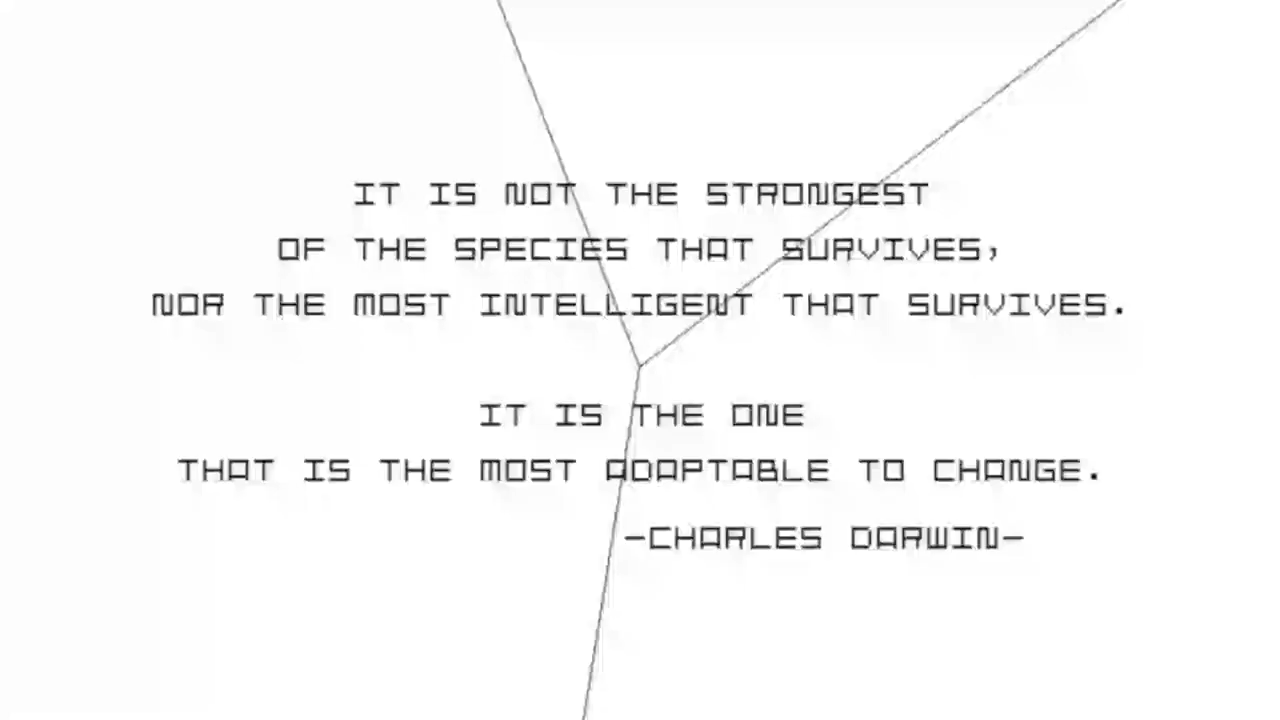 IT IS NOT THE STRONGEST
OF THE SPECIES THAT SURVIVES,
NOR THE MOST INTELLIGENT THAT SURVIVES.
IT IS THE ONE
THAT IS THE MOST ADAPTABLE TO CHANGE.
-CHARLES DARWIN-